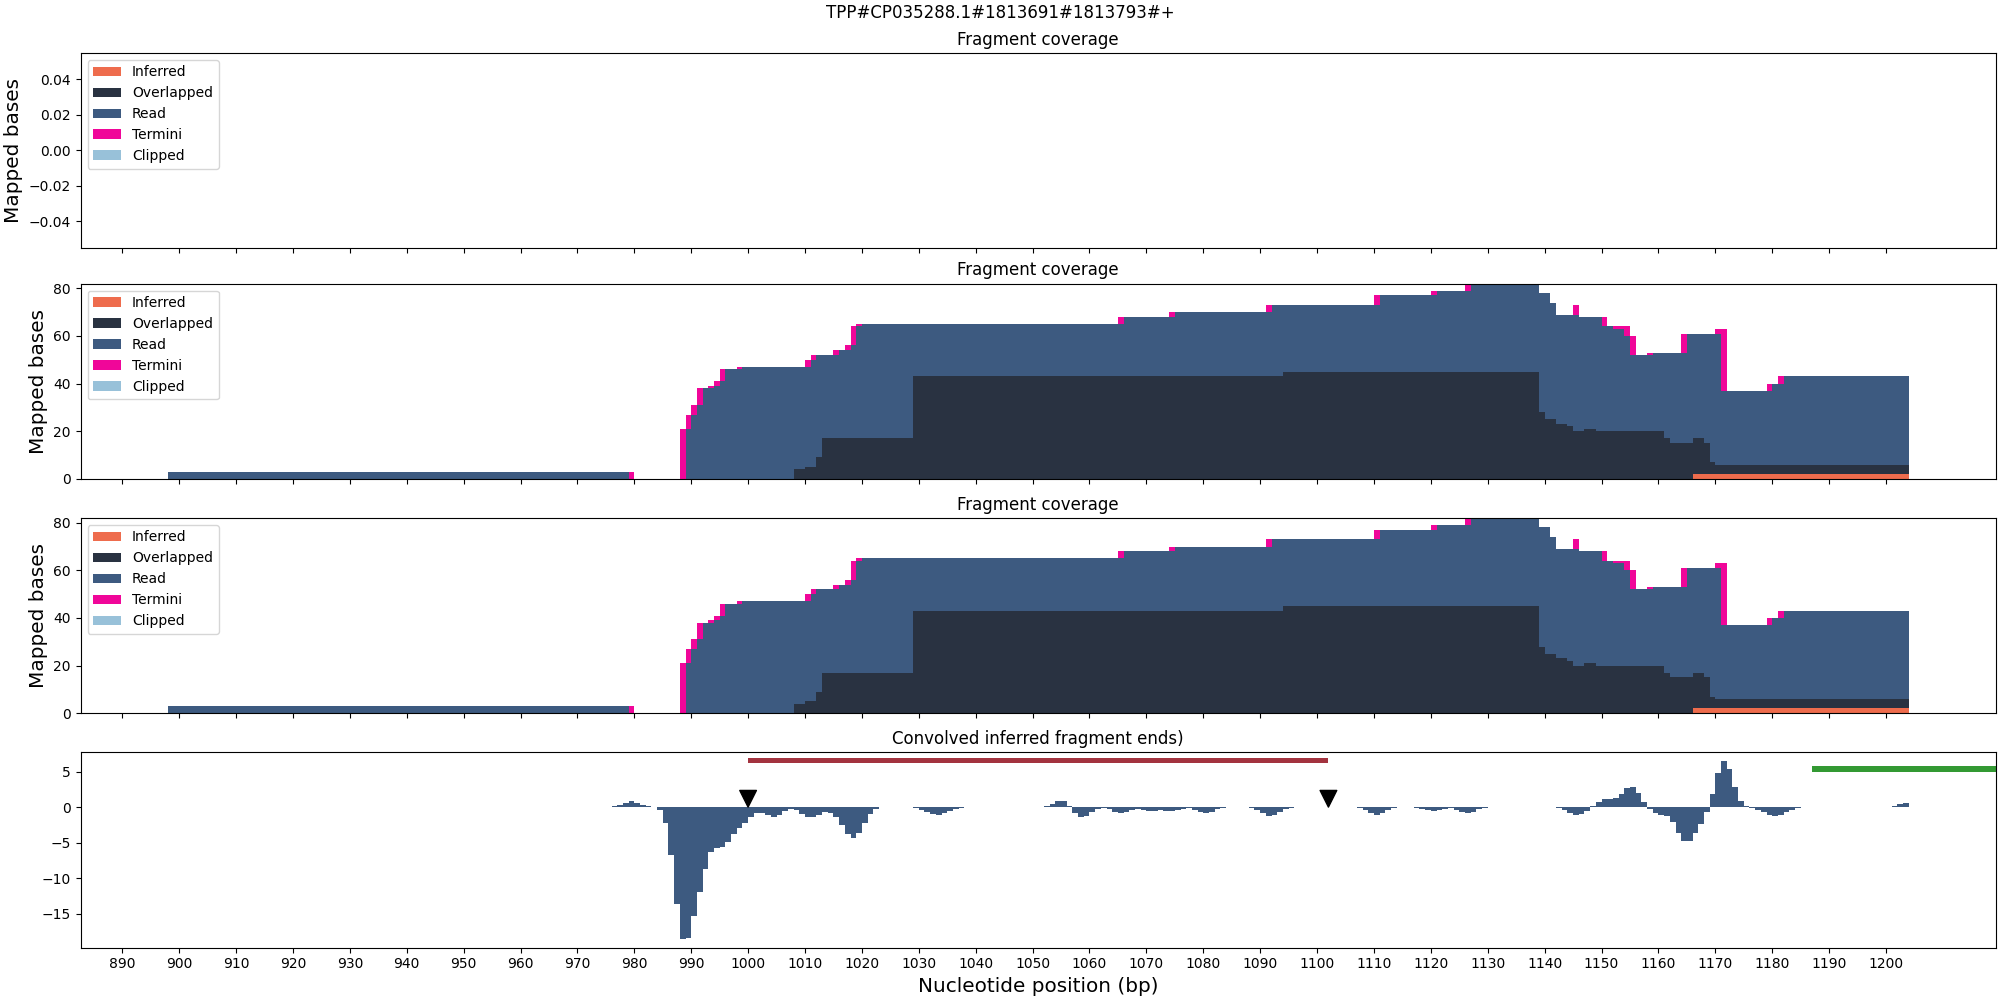 TPP#CP035288.1#1813691#1813793#+
Fragment coverage
Mapped bases
0.04
0.02
0.00
−0.02
−0.04
Inferred
Overlapped
Read
Termini
Clipped
Fragment coverage
Mapped bases
80
60
40
20
0
Inferred
Overlapped
Read
Termini
Clipped
Fragment coverage
Mapped bases
80
60
40
20
0
Inferred
Overlapped
Read
Termini
Clipped
Convolved inferred fragment ends)
5
0
−5
−10
−15
890 900 910 920 930 940 950 960 970 980 990 1000 1010 1020 1030 1040 1050 1060 1070 1080 1090 1100 1110 1120 1130 1140 1150 1160 1170 1180 1190 1200
Nucleotide position (bp)